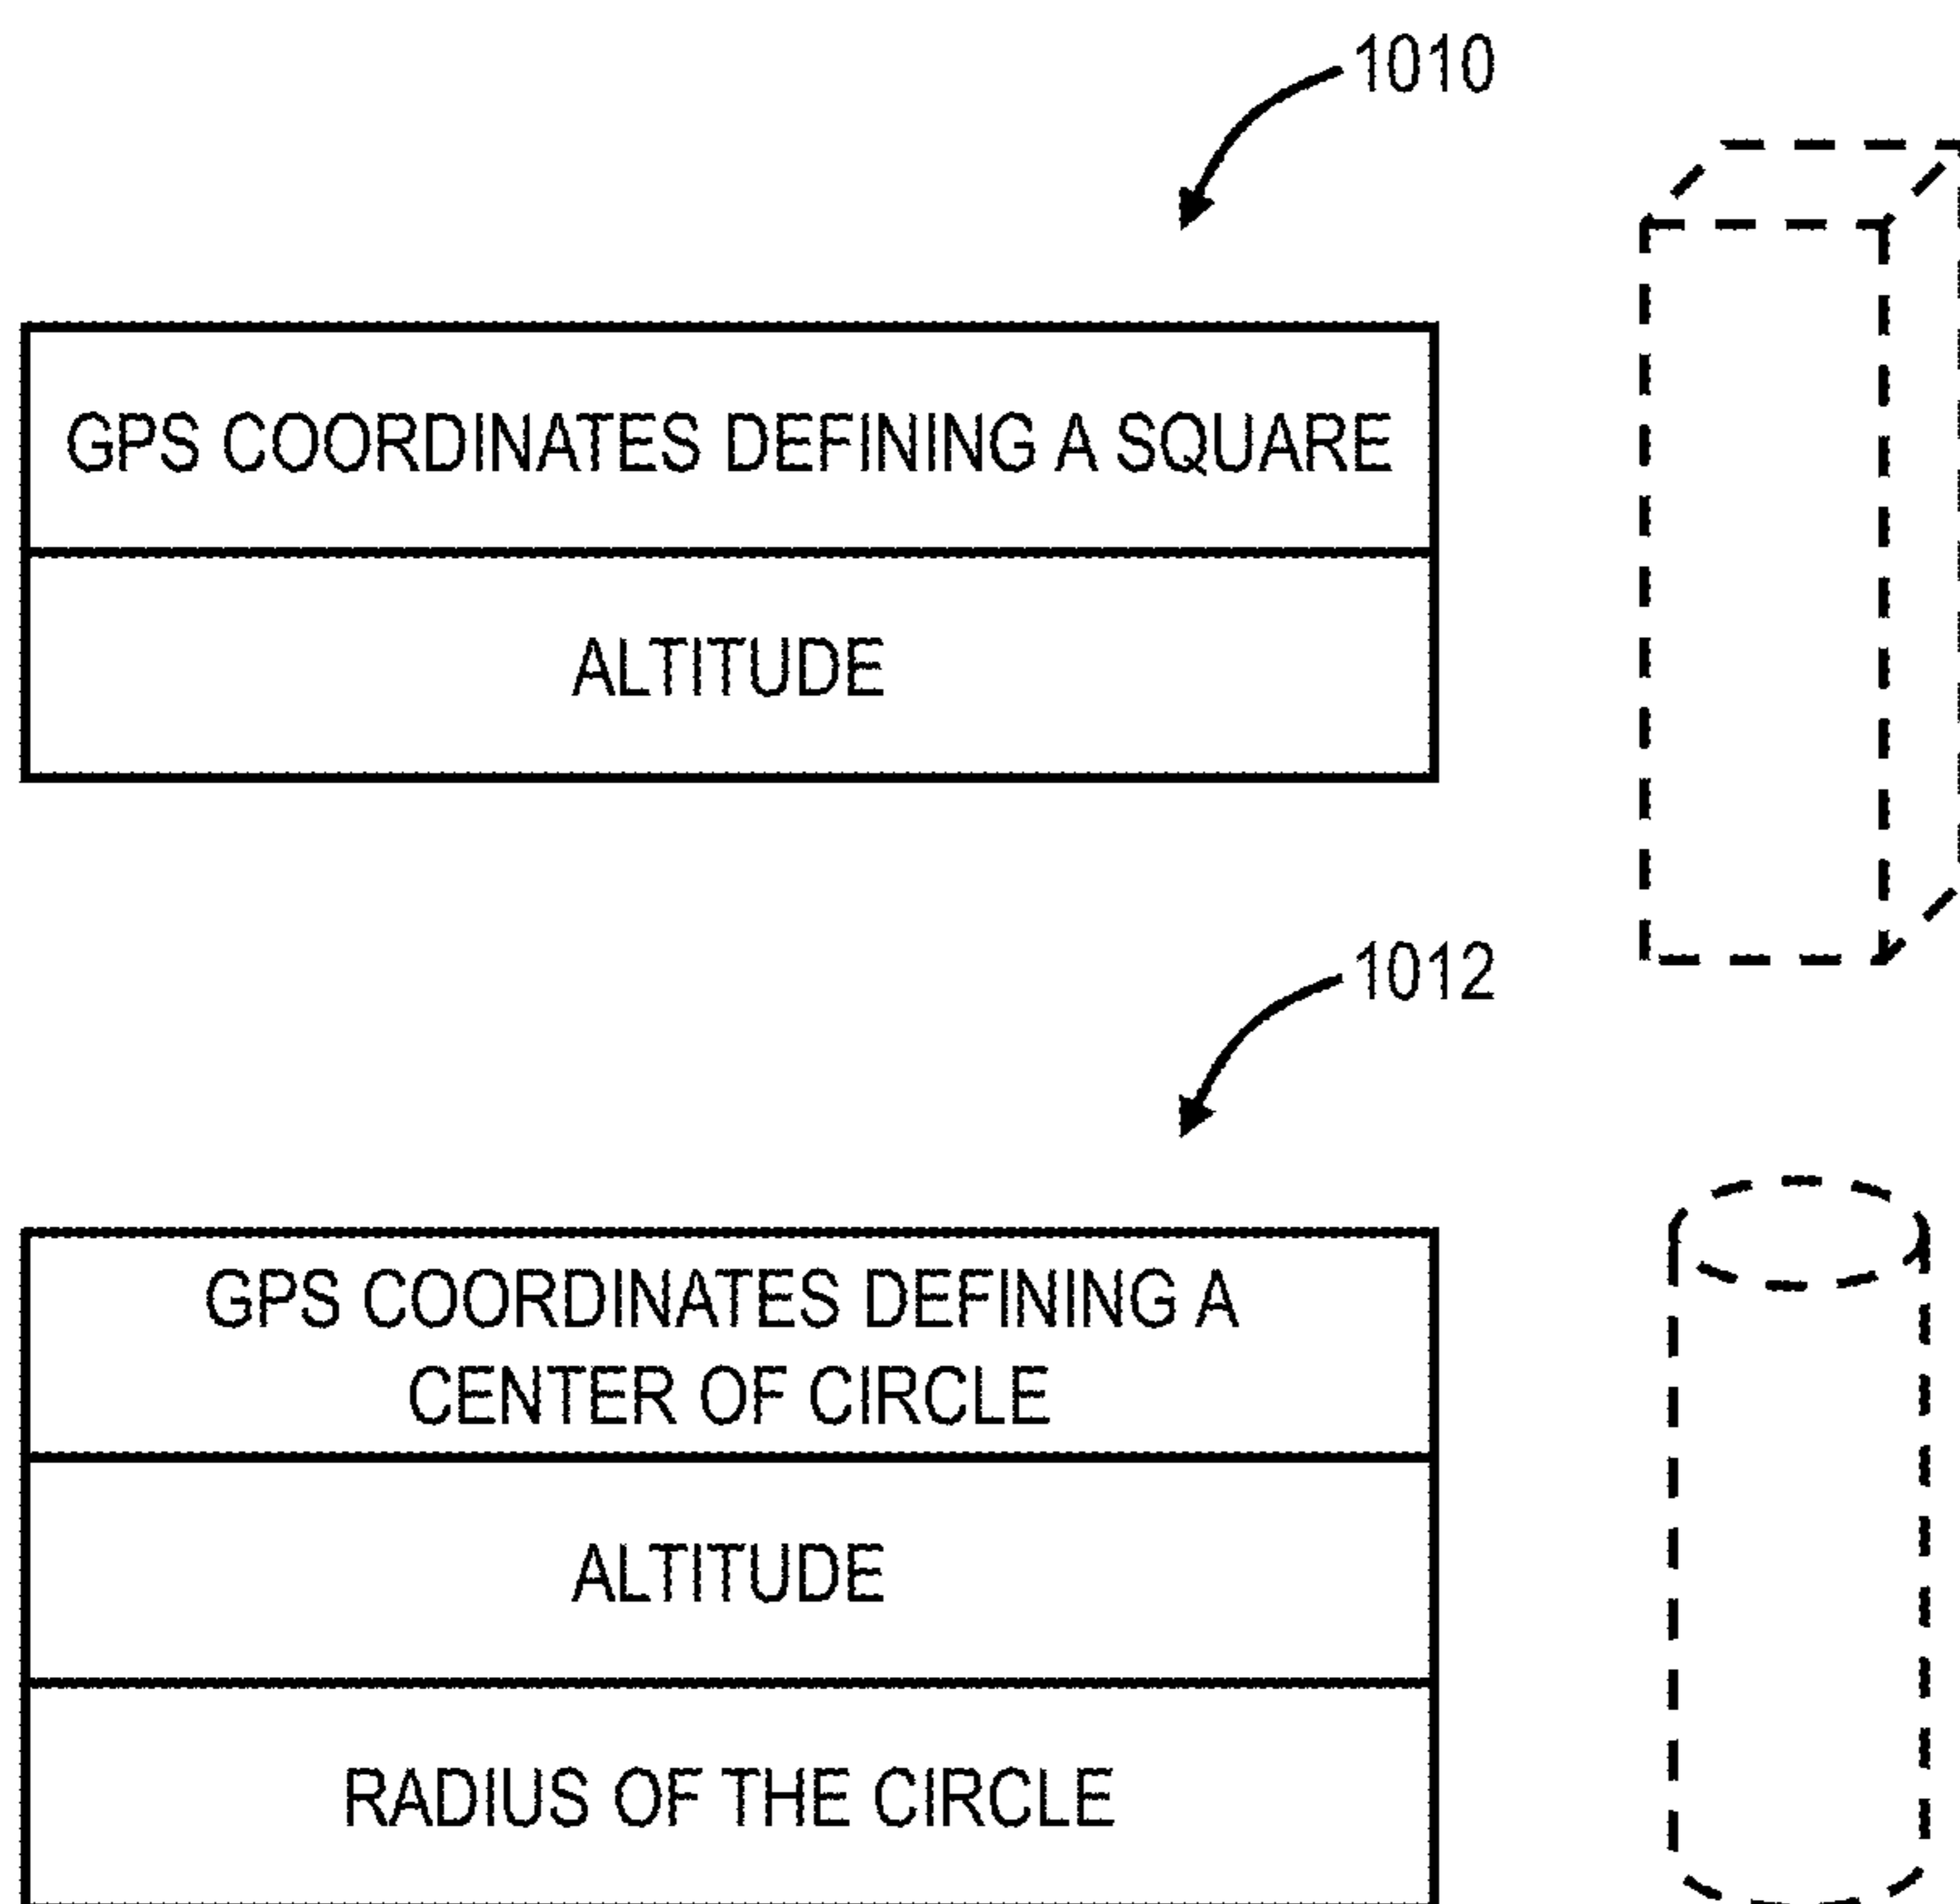 1010
GPS COORDINATES DEFINING A SQUARE
ALTITUDE
1012
GPS COORDINATES DEFINING A
CENTER OF CIRCLE
ALTITUDE
RADIUS OF THE CIRCLE